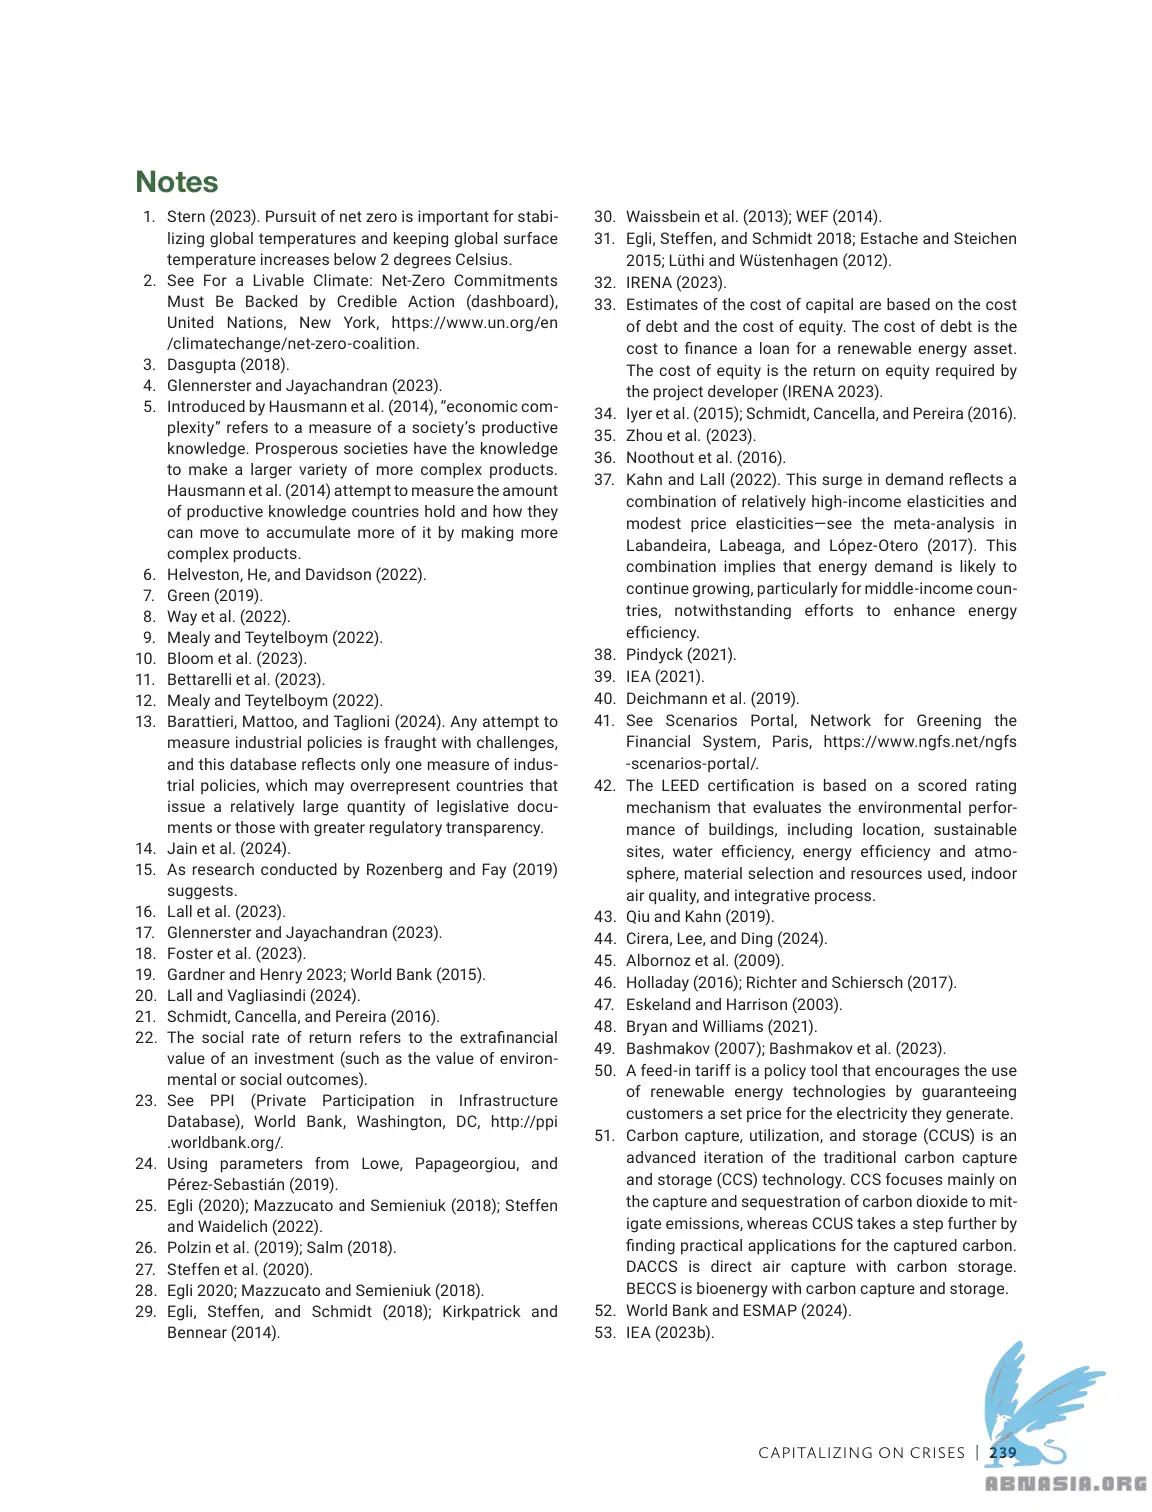 Notes
1. Stern (2023). Pursuit of net zero is important for stabi-
lizing global temperatures and keeping global surface
temperature increases below 2 degrees Celsius.
2. See For a Livable Climate: Net-Zero Commitments
Must Be Backed by Credible Action (dashboard),
United Nations, New York, https://www.un.org/en
/climatechange/net-zero-coalition.
3. Dasgupta (2018).
4. Glennerster and Jayachandran (2023).
5. Introduced by Hausmann et al. (2014), “economic com-
plexity” refers to a measure of a society’s productive
knowledge. Prosperous societies have the knowledge
to make a larger variety of more complex products.
Hausmann et al. (2014) attempt to measure the amount
of productive knowledge countries hold and how they
can move to accumulate more of it by making more
complex products.
6. Helveston, He, and Davidson (2022).
7. Green (2019).
8. Way et al. (2022).
9. Mealy and Teytelboym (2022).
10. Bloom et al. (2023).
11. Bettarelli et al. (2023).
12. Mealy and Teytelboym (2022).
13. Barattieri, Mattoo, and Taglioni (2024). Any attempt to
measure industrial policies is fraught with challenges,
and this database reflects only one measure of indus-
trial policies, which may overrepresent countries that
issue a relatively large quantity of legislative docu-
ments or those with greater regulatory transparency.
14. Jain et al. (2024).
15. As research conducted by Rozenberg and Fay (2019)
suggests.
16. Lall et al. (2023).
17. Glennerster and Jayachandran (2023).
18. Foster et al. (2023).
19. Gardner and Henry 2023; World Bank (2015).
20. Lall and Vagliasindi (2024).
21. Schmidt, Cancella, and Pereira (2016).
22. The social rate of return refers to the extrafinancial
value of an investment (such as the value of environ-
mental or social outcomes).
23. See PPI (Private Participation in Infrastructure
Database), World Bank, Washington, DC, http://ppi
.worldbank.org/.
24. Using parameters from Lowe, Papageorgiou, and
Pérez-Sebastián (2019).
25. Egli (2020); Mazzucato and Semieniuk (2018); Steffen
and Waidelich (2022).
26. Polzin et al. (2019); Salm (2018).
27. Steffen et al. (2020).
28. Egli 2020; Mazzucato and Semieniuk (2018).
29. Egli, Steffen, and Schmidt (2018); Kirkpatrick and
Bennear (2014).
30. Waissbein et al. (2013); WEF (2014).
31. Egli, Steffen, and Schmidt 2018; Estache and Steichen
2015; Lüthi and Wüstenhagen (2012).
32. IRENA (2023).
33. Estimates of the cost of capital are based on the cost
of debt and the cost of equity. The cost of debt is the
cost to finance a loan for a renewable energy asset.
The cost of equity is the return on equity required by
the project developer (IRENA 2023).
34. Iyer et al. (2015); Schmidt, Cancella, and Pereira (2016).
35. Zhou et al. (2023).
36. Noothout et al. (2016).
37. Kahn and Lall (2022). This surge in demand reflects a
combination of relatively high-income elasticities and
modest price elasticities—see the meta-analysis in
Labandeira, Labeaga, and López-Otero (2017). This
combination implies that energy demand is likely to
continue growing, particularly for middle-income coun-
tries, notwithstanding efforts to enhance energy
efficiency.
38. Pindyck (2021).
39. IEA (2021).
40. Deichmann et al. (2019).
41. See Scenarios Portal, Network for Greening the
Financial System, Paris, https://www.ngfs.net/ngfs
-scenarios-portal/.
42. The LEED certification is based on a scored rating
mechanism that evaluates the environmental perfor-
mance of buildings, including location, sustainable
sites, water efficiency, energy efficiency and atmo-
sphere, material selection and resources used, indoor
air quality, and integrative process.
43. Qiu and Kahn (2019).
44. Cirera, Lee, and Ding (2024).
45. Albornoz et al. (2009).
46. Holladay (2016); Richter and Schiersch (2017).
47. Eskeland and Harrison (2003).
48. Bryan and Williams (2021).
49. Bashmakov (2007); Bashmakov et al. (2023).
50. A feed-in tariff is a policy tool that encourages the use
of renewable energy technologies by guaranteeing
customers a set price for the electricity they generate.
51. Carbon capture, utilization, and storage (CCUS) is an
advanced iteration of the traditional carbon capture
and storage (CCS) technology. CCS focuses mainly on
the capture and sequestration of carbon dioxide to mit-
igate emissions, whereas CCUS takes a step further by
finding practical applications for the captured carbon.
DACCS is direct air capture with carbon storage.
BECCS is bioenergy with carbon capture and storage.
52. World Bank and ESMAP (2024).
53. IEA (2023b).
CAPITALIZING ON CRISES | 239
ABNASIA.ORG